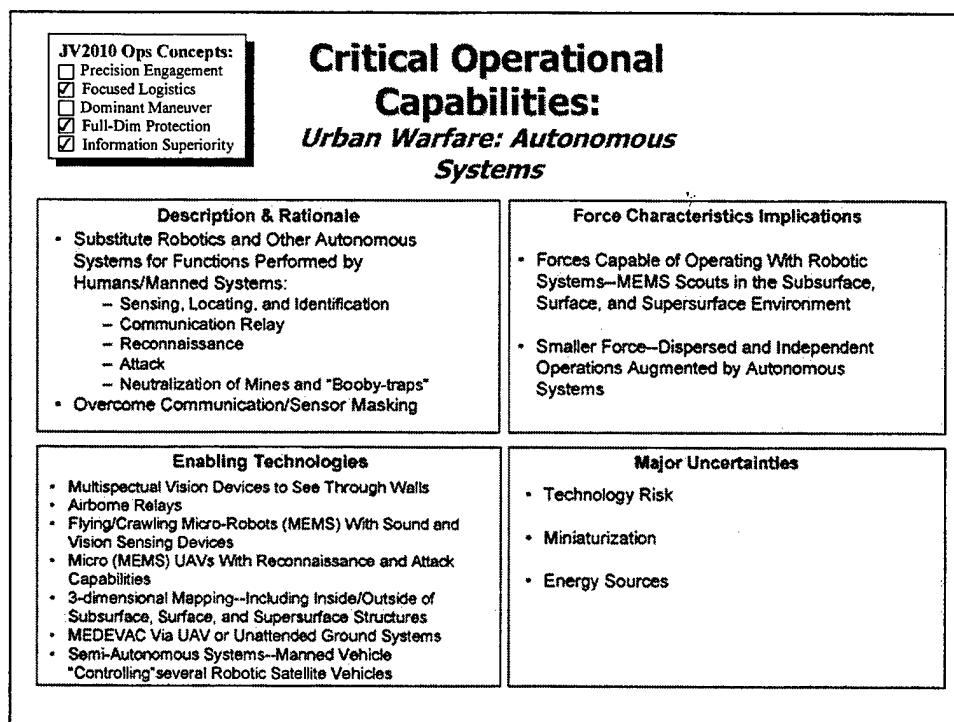 JV2010 Ops Concepts:
☐ Precision Engagement
☑ Focused Logistics
☐ Dominant Maneuver
☑ Full-Dim Protection
☑ Information Superiority
Critical Operational
Capabilities:
Urban Warfare: Autonomous
Systems
Description & Rationale
• Substitute Robotics and Other Autonomous
Systems for Functions Performed by
Humans/Manned Systems:
– Sensing, Locating, and Identification
– Communication Relay
– Reconnaissance
– Attack
– Neutralization of Mines and "Booby-traps"
• Overcome Communication/Sensor Masking
Force Characteristics Implications
• Forces Capable of Operating With Robotic
Systems--MEMS Scouts in the Subsurface,
Surface, and Supersurface Environment
• Smaller Force--Dispersed and Independent
Operations Augmented by Autonomous
Systems
Enabling Technologies
• Multispectual Vision Devices to See Through Walls
• Airborne Relays
• Flying/Crawling Micro-Robots (MEMS) With Sound and
Vision Sensing Devices
• Micro (MEMS) UAVs With Reconnaissance and Attack
Capabilities
• 3-dimensional Mapping--Including Inside/Outside of
Subsurface, Surface, and Supersurface Structures
• MEDEVAC Via UAV or Unattended Ground Systems
• Semi-Autonomous Systems--Manned Vehicle
"Controlling"several Robotic Satellite Vehicles
Major Uncertainties
• Technology Risk
• Miniaturization
• Energy Sources